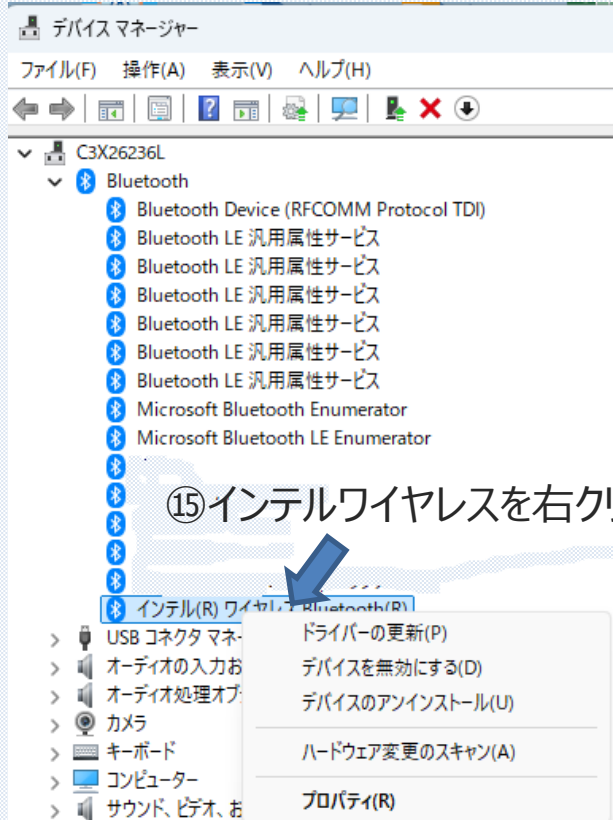 デバイス マネージャー
ファイル(F) 操作(A) 表示(V) ヘルプ(H)
C3X26236L
Bluetooth
Bluetooth Device (RFCOMM Protocol TDI)
Bluetooth LE 汎用属性サービス
Bluetooth LE 汎用属性サービス
Bluetooth LE 汎用属性サービス
Bluetooth LE 汎用属性サービス
Bluetooth LE 汎用属性サービス
Bluetooth LE 汎用属性サービス
Microsoft Bluetooth Enumerator
Microsoft Bluetooth LE Enumerator
⑮インテルワイヤレスを右ク
インテル(R) ワイヤレス Bluetooth(R)
USB コネクタ マネ
ドライバーの更新(P)
オーディオの入力お
デバイスを無効にする(D)
オーディオ処理オブ
デバイスのアンインストール(U)
カメラ
キーボード
ハードウェア変更のスキャン(A)
コンピューター
サウンド、ビデオ、お
プロパティ(R)